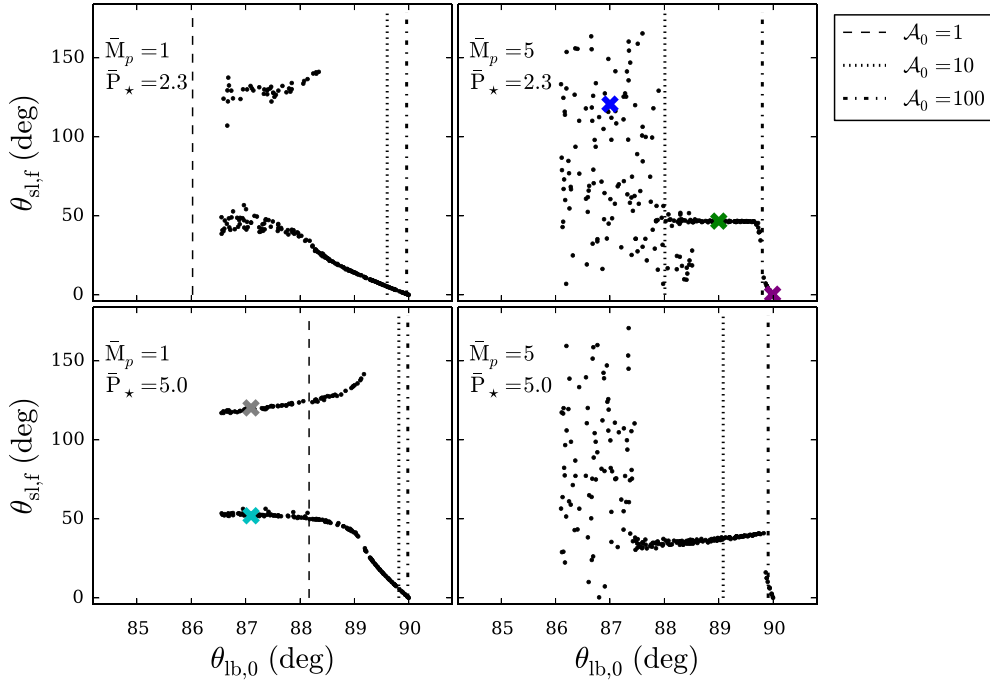 150
100
50
0
θsl,f (deg)
M̄p =1
P̄⋆ =2.3
M̄p =5
P̄⋆ =2.3
𝒜0 =1
𝒜0 =10
𝒜0 =100
150
100
50
0
θsl,f (deg)
M̄p =1
P̄⋆ =5.0
M̄p =5
P̄⋆ =5.0
85 86 87 88 89 90
85 86 87 88 89 90
θlb,0 (deg)
θlb,0 (deg)